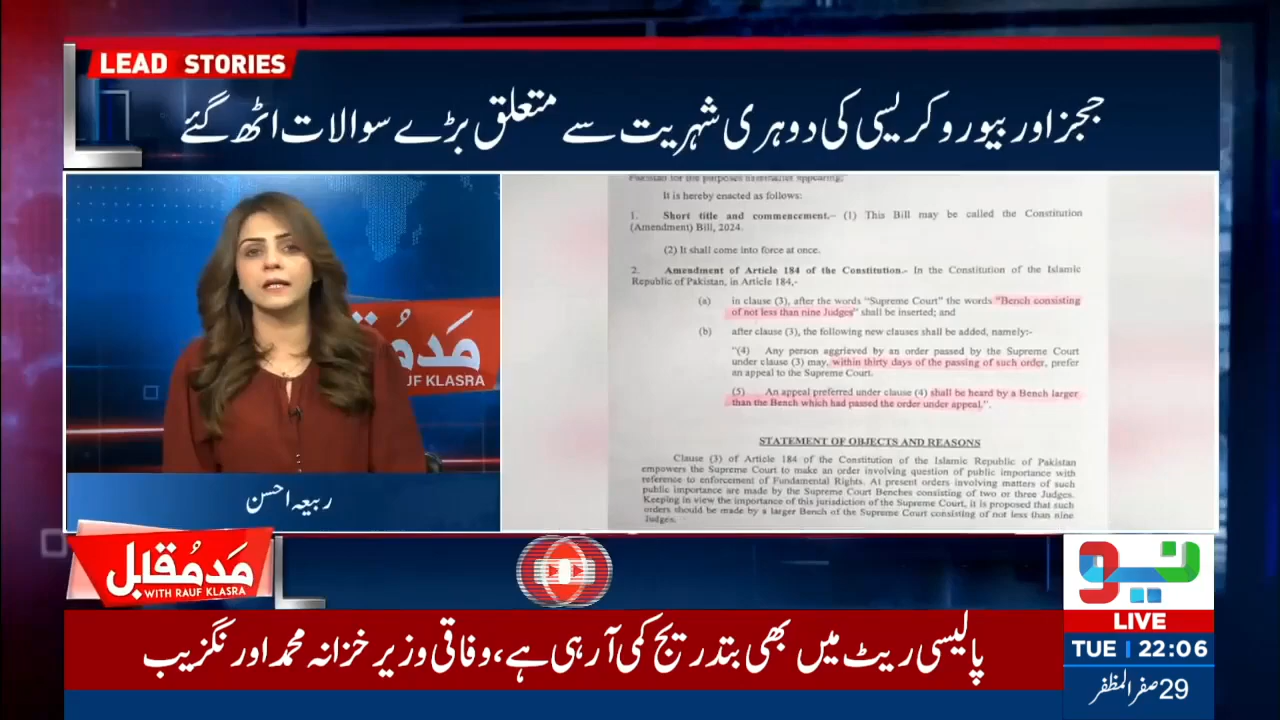 LEAD STORIES
ججز اور بیوروکریسی کی دوہری شہریت سے متعلق بڑے سوالات اٹھ گئے
Pakistan for the purposes hereinafter appearing;
It is hereby enacted as follows:
1. Short title and commencement.- (1) This Bill may be called the Constitution
(Amendment) Bill, 2024.
(2) It shall come into force at once.
2. Amendment of Article 184 of the Constitution.- In the Constitution of the Islamic
Republic of Pakistan, in Article 184,-
(a) in clause (3), after the words "Supreme Court" the words "Bench consisting
of not less than nine Judges" shall be inserted; and
(b) after clause (3), the following new clauses shall be added, namely:-
"(4) Any person aggrieved by an order passed by the Supreme Court
under clause (3) may, within thirty days of the passing of such order, prefer
an appeal to the Supreme Court.
(5) An appeal preferred under clause (4) shall be heard by a Bench larger
than the Bench which had passed the order under appeal.".
STATEMENT OF OBJECTS AND REASONS
Clause (3) of Article 184 of the Constitution of the Islamic Republic of Pakistan
empowers the Supreme Court to make an order involving question of public importance with
reference to enforcement of Fundamental Rights. At present orders involving matters of such
public importance are made by the Supreme Court Benches consisting of two or three Judges.
Keeping in view the importance of this jurisdiction of the Supreme Court, it is proposed that such
orders should be made by a larger Bench of the Supreme Court consisting of not less than nine
Judges.
مَدمُ
UF KLASRA
ربیعہ احسن
مَدمُقابل
WITH RAUF KLASRA
نیو
LIVE
پالیسی ریٹ میں بھی بتدریج کمی آ رہی ہے، وفاقی وزیر خزانہ محمد اورنگزیب
TUE | 22:06
29 صفر المظفر